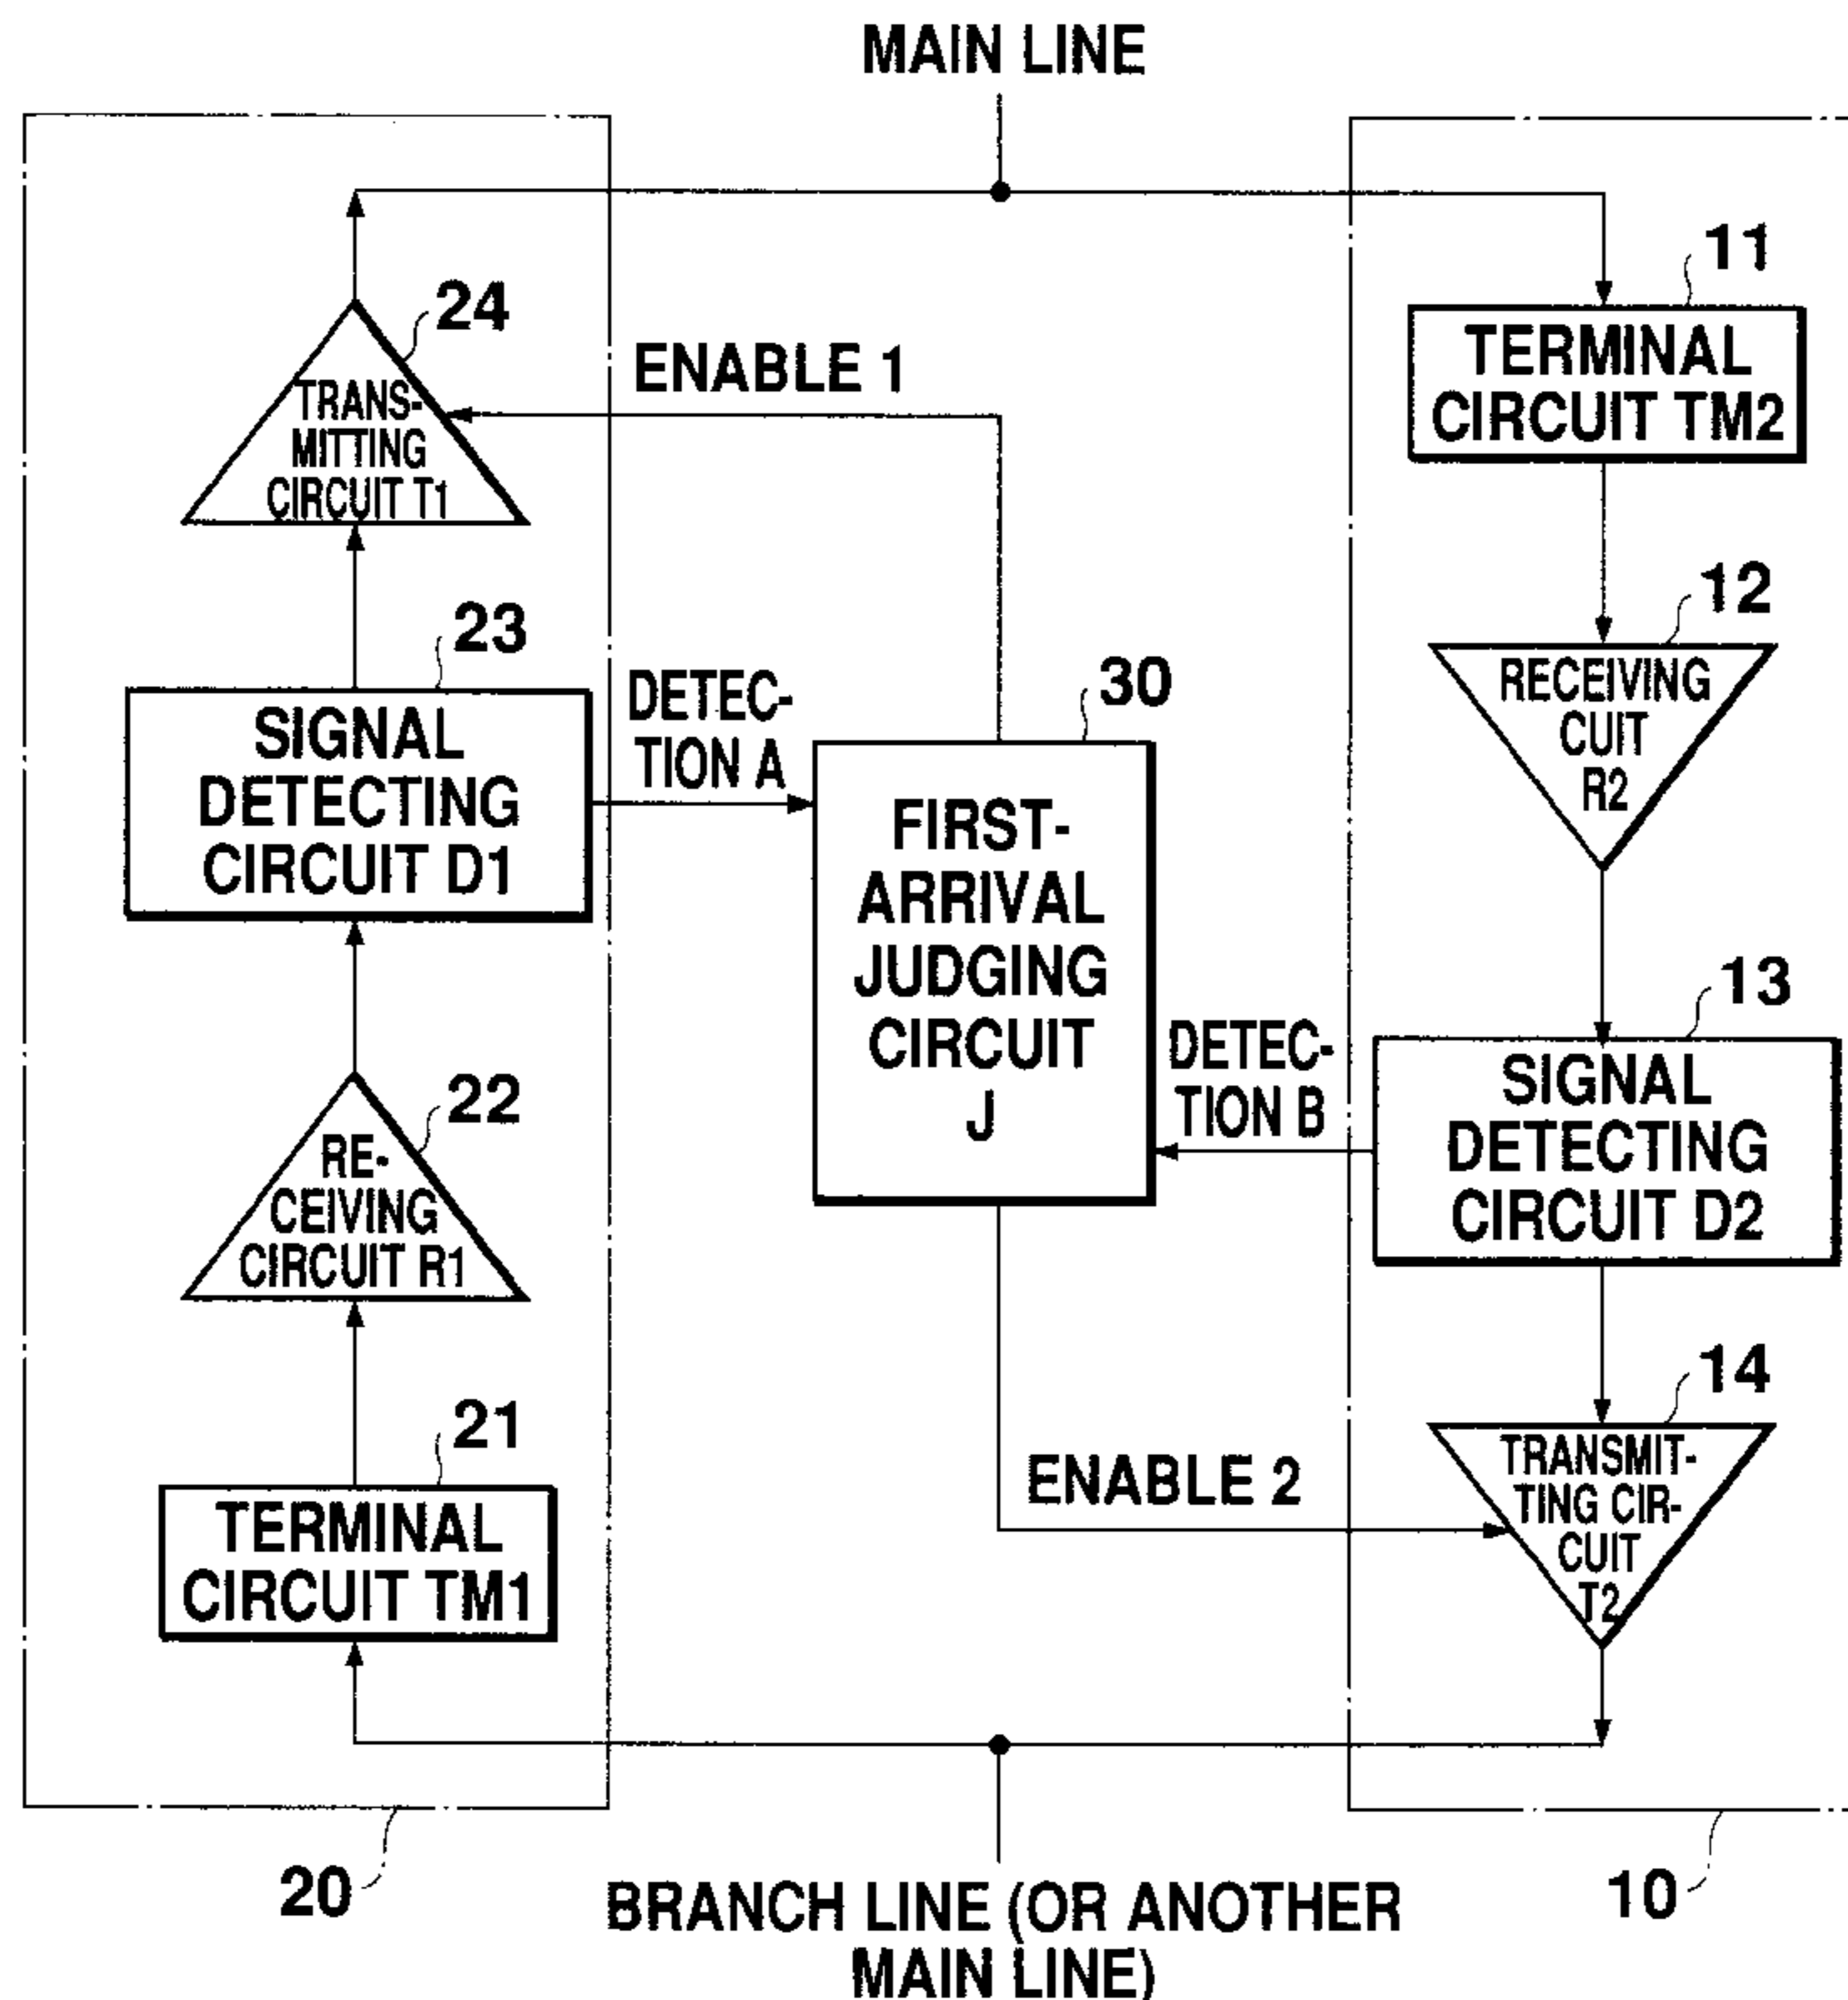 MAIN LINE
11
24
ENABLE 1
TERMINAL
CIRCUIT TM2
TRANS-
MITTING
CIRCUIT T1
12
23
DETEC-
TION A
30
RECEIVING
CUIT
R2
SIGNAL
DETECTING
CIRCUIT D1
FIRST-
ARRIVAL
JUDGING
CIRCUIT
J
13
DETEC-
TION B
SIGNAL
DETECTING
CIRCUIT D2
22
RE-
CEIVING
CIRCUIT R1
14
21
ENABLE 2
TRANSMIT-
TING CIR-
CUIT
T2
TERMINAL
CIRCUIT TM1
20
10
BRANCH LINE (OR ANOTHER
MAIN LINE)